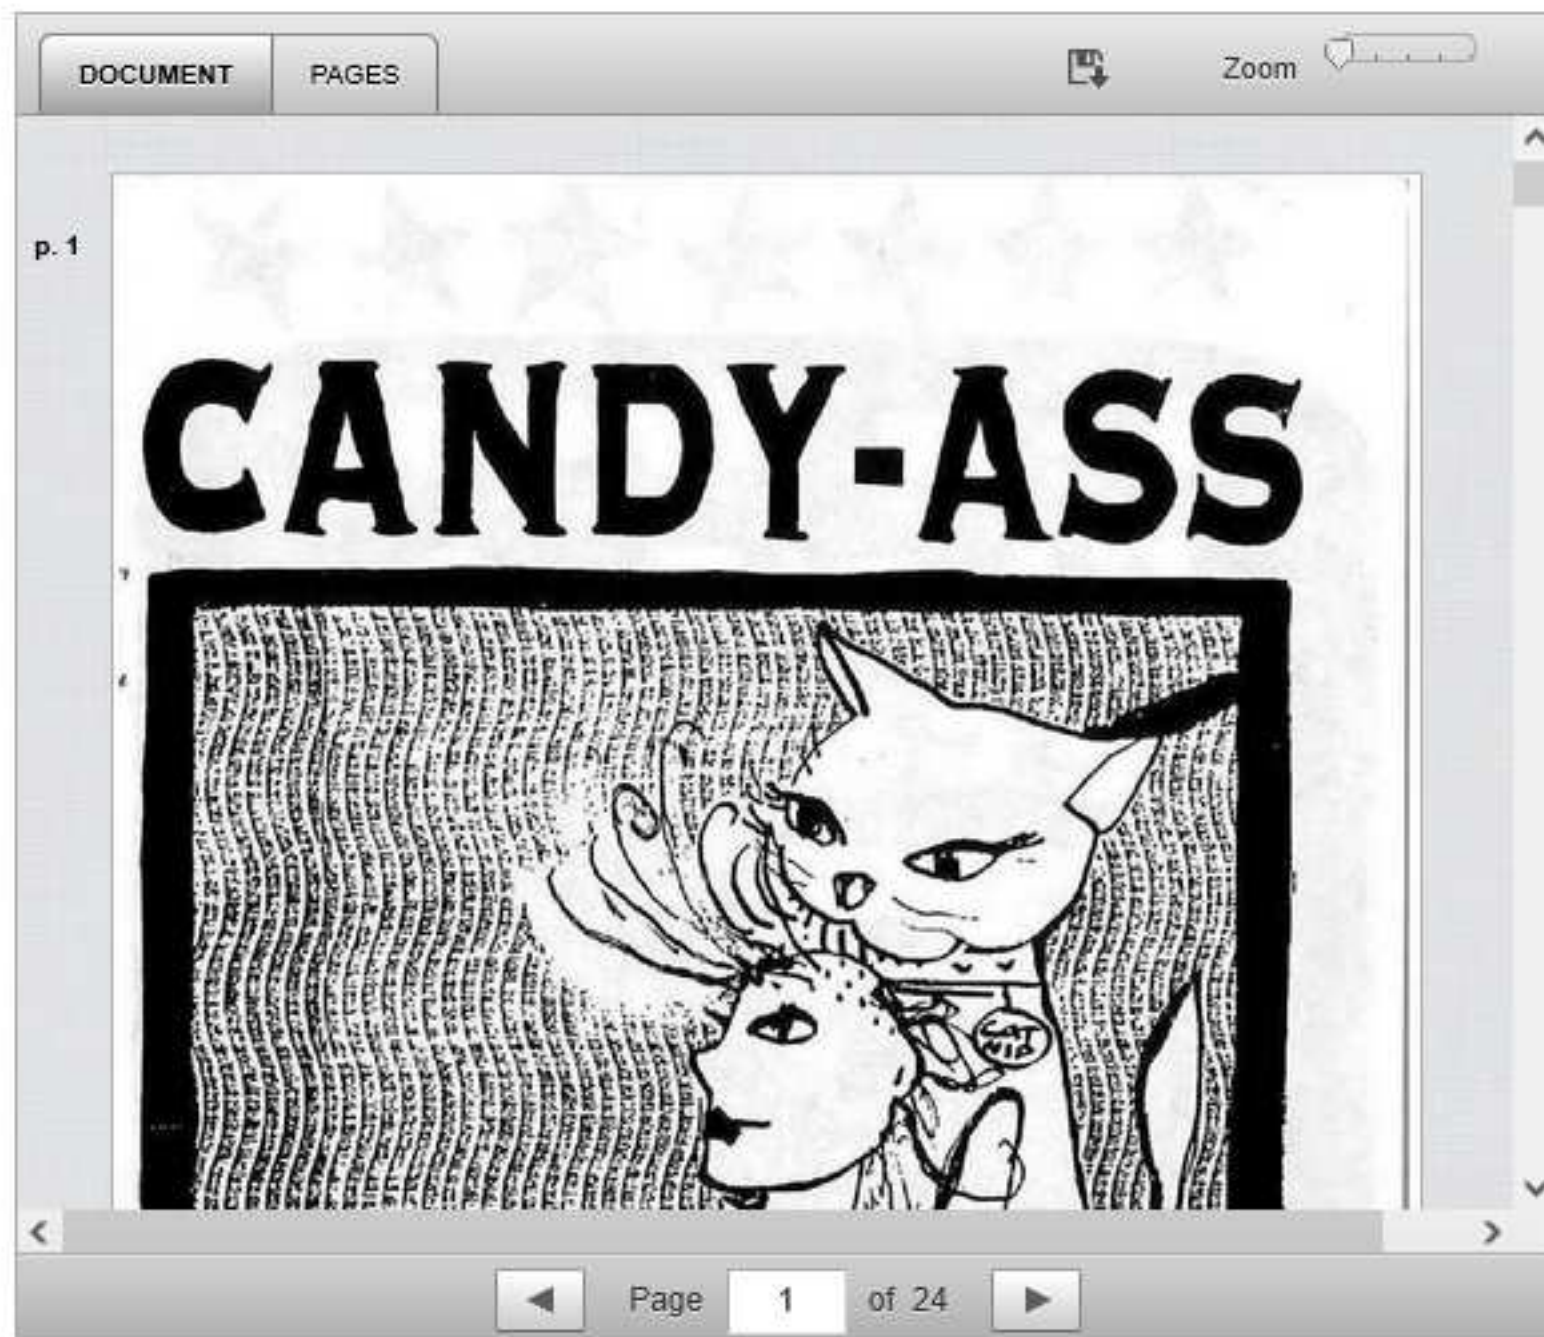 DOCUMENT PAGES Zoom
p. 1
CANDY-ASS
CAT
Page 1 of 24